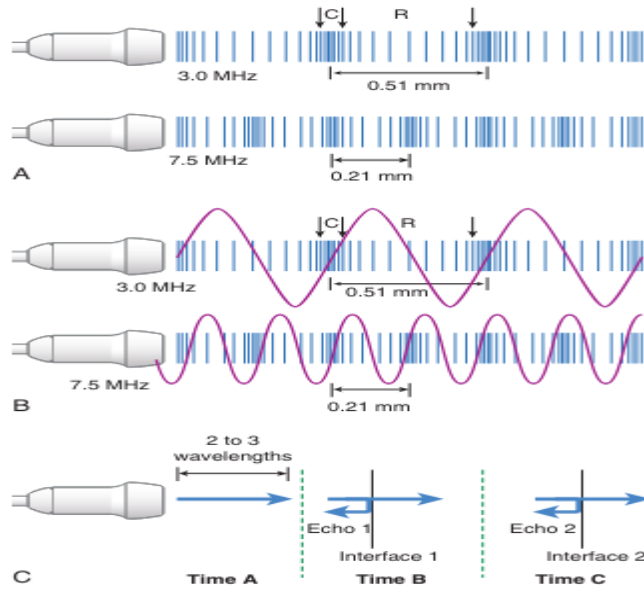 C R
3.0 MHz
0.51 mm
7.5 MHz
A
0.21 mm
C R
3.0 MHz
0.51 mm
7.5 MHz
B
0.21 mm
2 to 3
wavelengths
Echo 1 Echo 2
Interface 1 Interface 2
C Time A Time B Time C